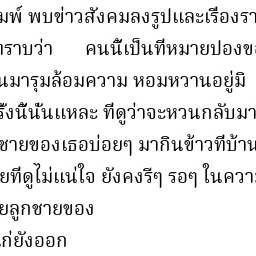 มพ์ พบข่าวสังคมลงรูปและเรื่องรา
ทราบว่า คนนี้เป็นที่หมายปองข
นมารุมล้อมความ หอมหวานอยู่มิ
รั้งนี้นั่นแหละ ที่ดูว่าจะหวนกลับมา
ชายของเธอบ่อยๆ มากินข้าวที่บ้าน
ยที่ดูไม่แน่ใจ ยังคงรีๆ รอๆ ในควา
ยลูกชายของ
ก่ยังออก